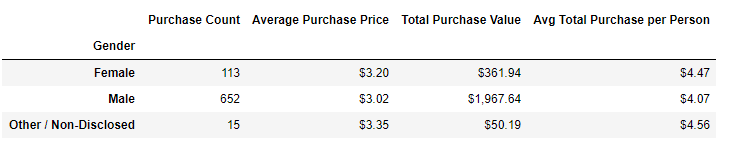 Purchase Count Average Purchase Price Total Purchase Value Avg Total Purchase per Person
Gender
Female 113 $3.20 $361.94 $4.47
Male 652 $3.02 $1,967.64 $4.07
Other / Non-Disclosed 15 $3.35 $50.19 $4.56